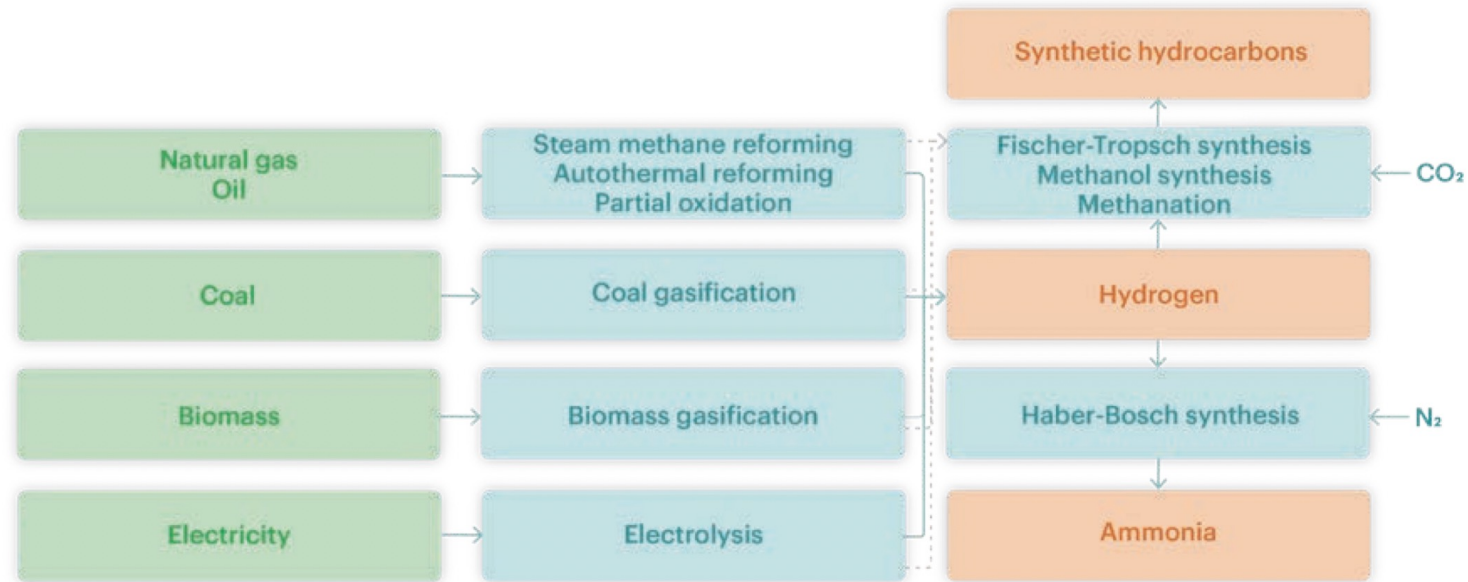 Synthetic hydrocarbons
Natural gas
Oil
Steam methane reforming
Autothermal reforming
Partial oxidation
Fischer-Tropsch synthesis
Methanol synthesis
Methanation
CO₂
Coal
Coal gasification
Hydrogen
Biomass
Biomass gasification
Haber-Bosch synthesis
N₂
Electricity
Electrolysis
Ammonia